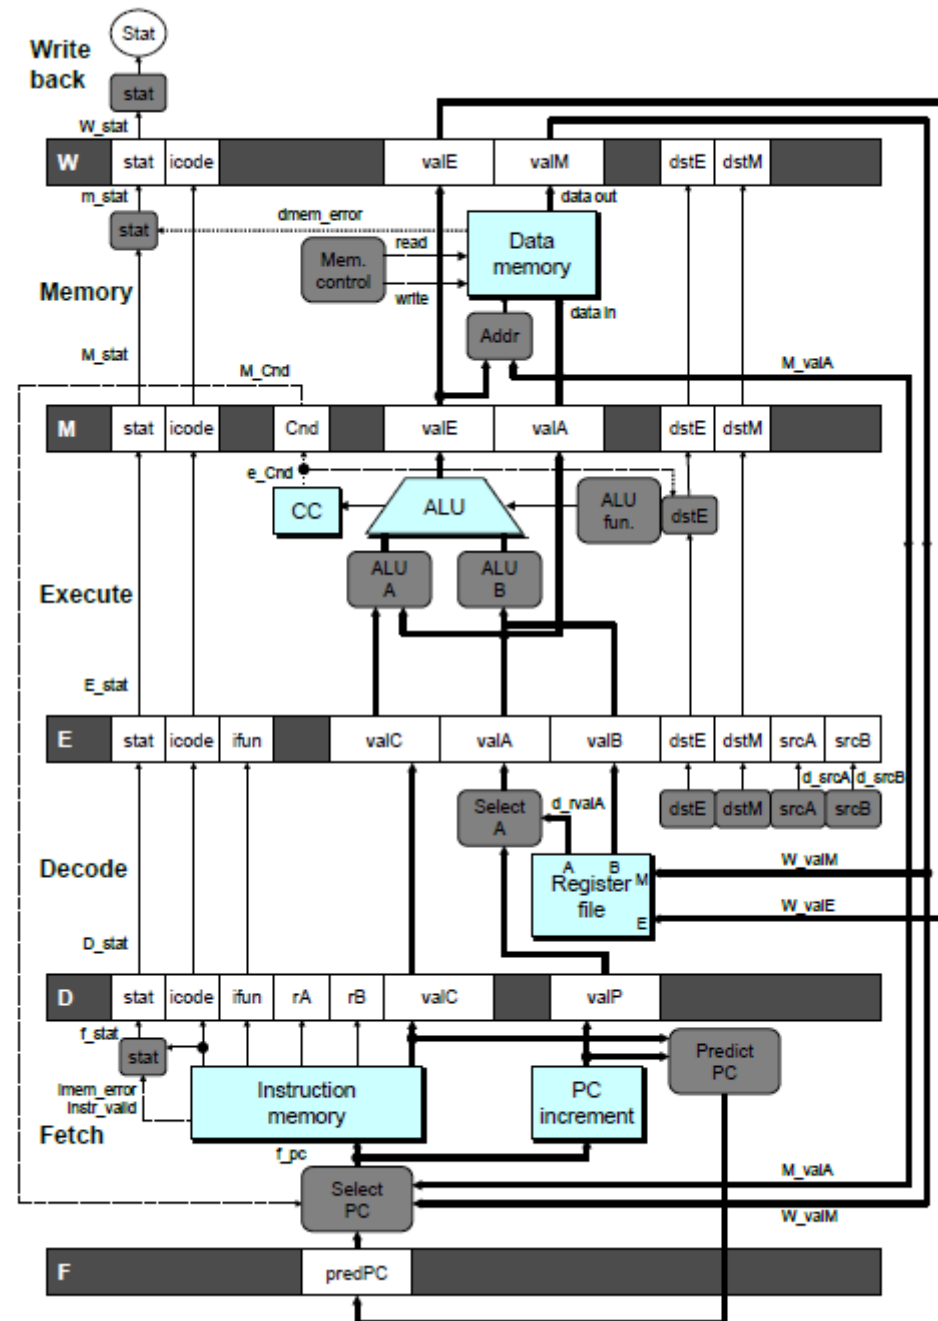 Stat
Write
back
stat
W_stat
W stat icode valE valM dstE dstM
m_stat
data out
dmem_error
stat
read
Data
memory
Mem.
control
Memory
write
data in
Addr
M_stat
M_Cnd
M_valA
M stat icode Cnd valE valA dstE dstM
e_Cnd
CC
ALU
ALU
fun.
dstE
ALU
A
ALU
B
Execute
E_stat
E stat icode ifun valC valA valB dstE dstM srcA srcB
d_srcA d_srcB
Select
A
d_rvalA
dstE dstM srcA srcB
Decode
A B
M
Register
file
E
W_valM
W_valE
D_stat
D stat icode ifun rA rB valC valP
f_stat
stat
Predict
PC
Imem_error
Instr_valid
Instruction
memory
PC
increment
Fetch
f_pc
M_valA
Select
PC
W_valM
F predPC